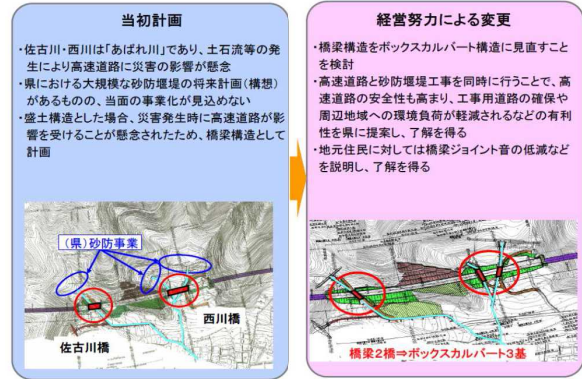 当初計画
・佐古川・西川は「あばれ川」であり、土石流等の発
生により高速道路に災害の影響が懸念
・県における大規模な砂防堰堤の将来計画（構想）
があるものの、当面の事業化が見込めない
・盛土構造とした場合、災害発生時に高速道路が影
響を受けることが懸念されたため、橋梁構造として
計画
（県）砂防事業
西川橋
佐古川橋
経営努力による変更
・橋梁構造をボックスカルバート構造に見直すこと
を検討
・高速道路と砂防堰堤工事を同時に行うことで、高
速道路の安全性も高まり、工事用道路の確保や
周辺地域への環境負荷が軽減されるなどの有利
性を県に提案し、了解を得る
・地元住民に対しては橋梁ジョイント音の低減など
を説明し、了解を得る
橋梁２橋⇒ボックスカルバート３基